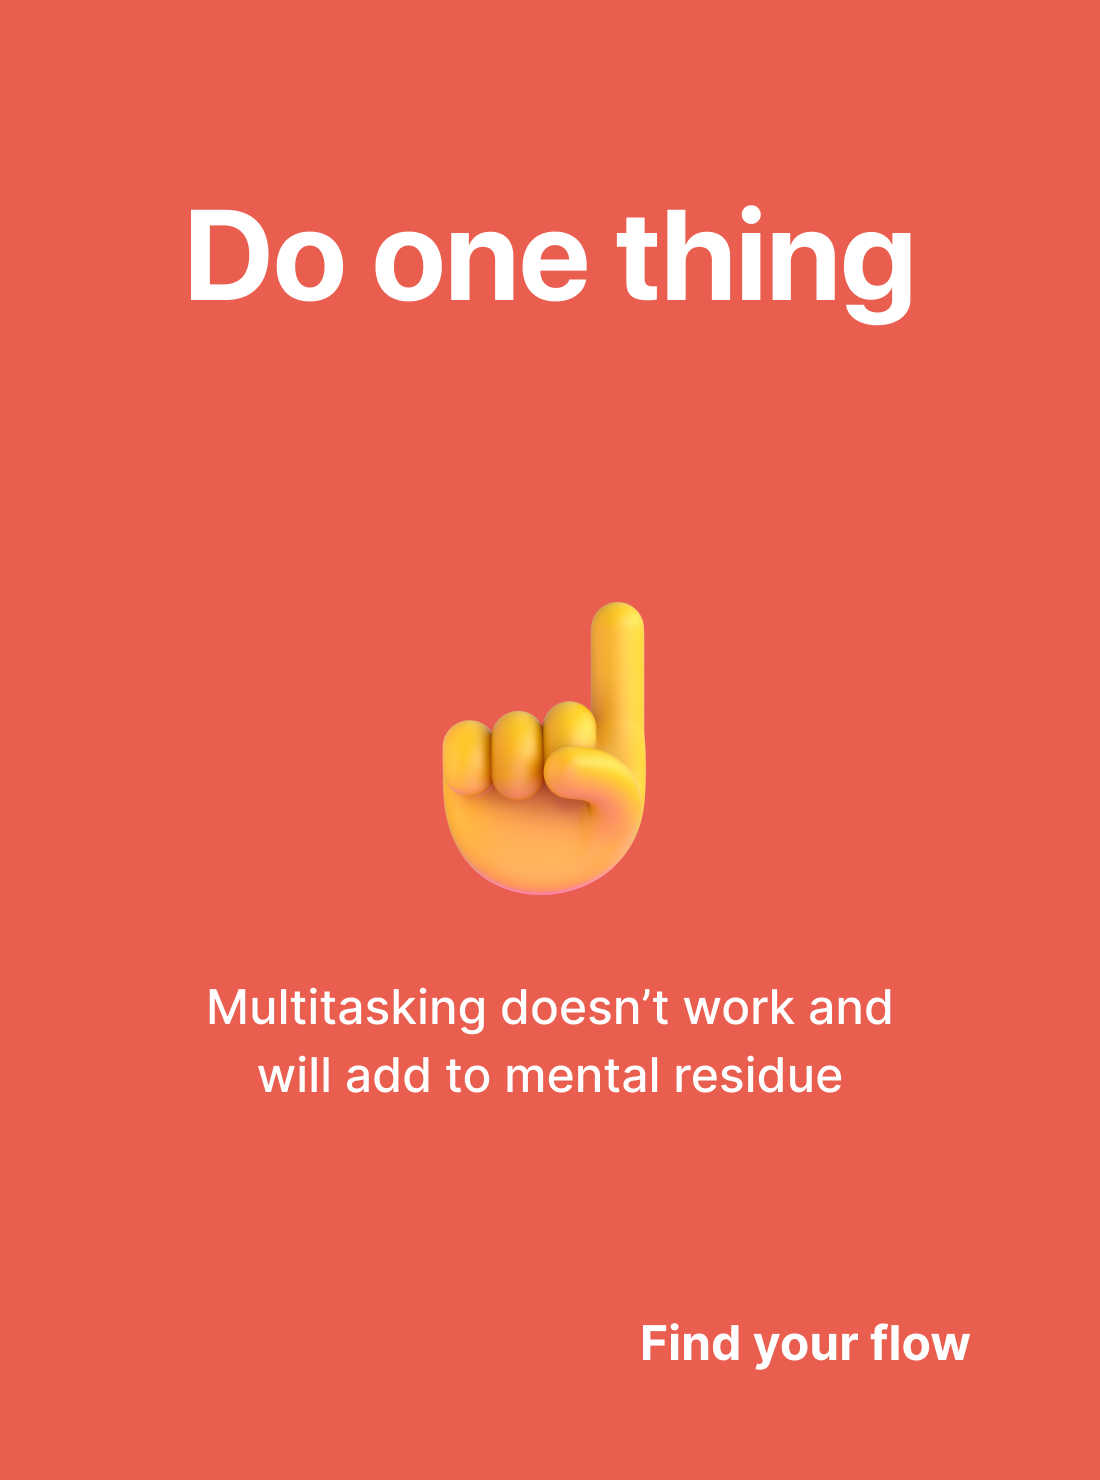 Do one thing
Multitasking doesn’t work and
will add to mental residue
Find your flow